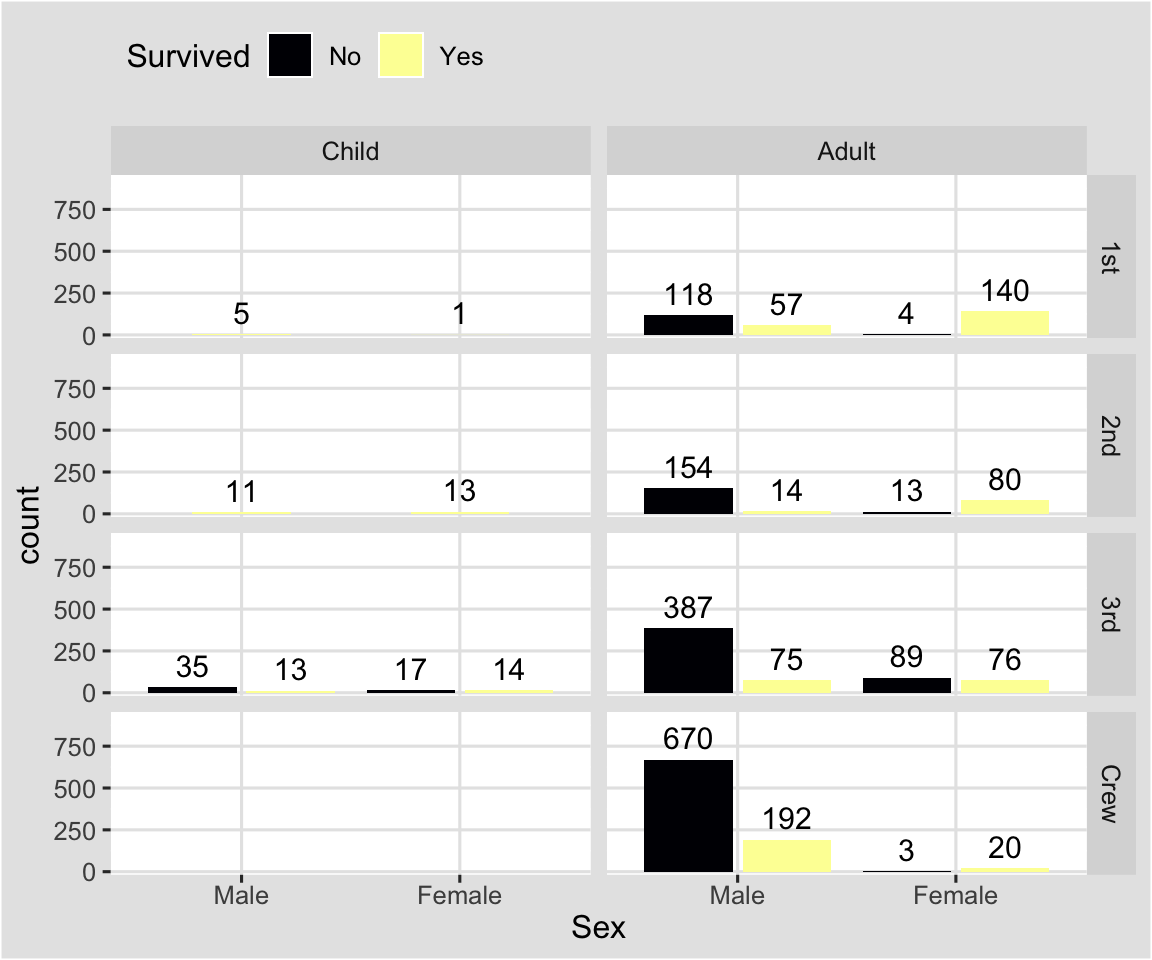 Survived No Yes
Child Adult
750
500
250
0
5 1
118 57 4 140
1st
750
500
250
0
11 13
154 14 13 80
2nd
count
750
500
250
0
35 13 17 14
387 75 89 76
3rd
750
500
250
0
670 192 3 20
Crew
Male Female Male Female
Sex